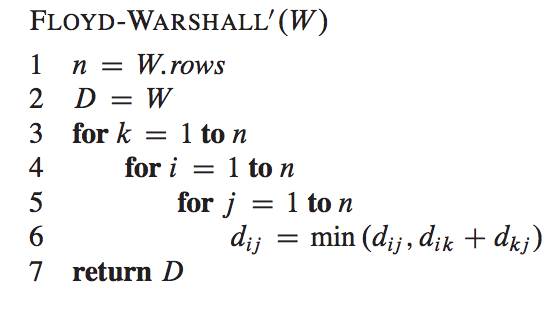 FLOYD-WARSHALL′(W)
1 n = W.rows
2 D = W
3 for k = 1 to n
4 for i = 1 to n
5 for j = 1 to n
6 dij = min (dij, dik + dkj)
7 return D